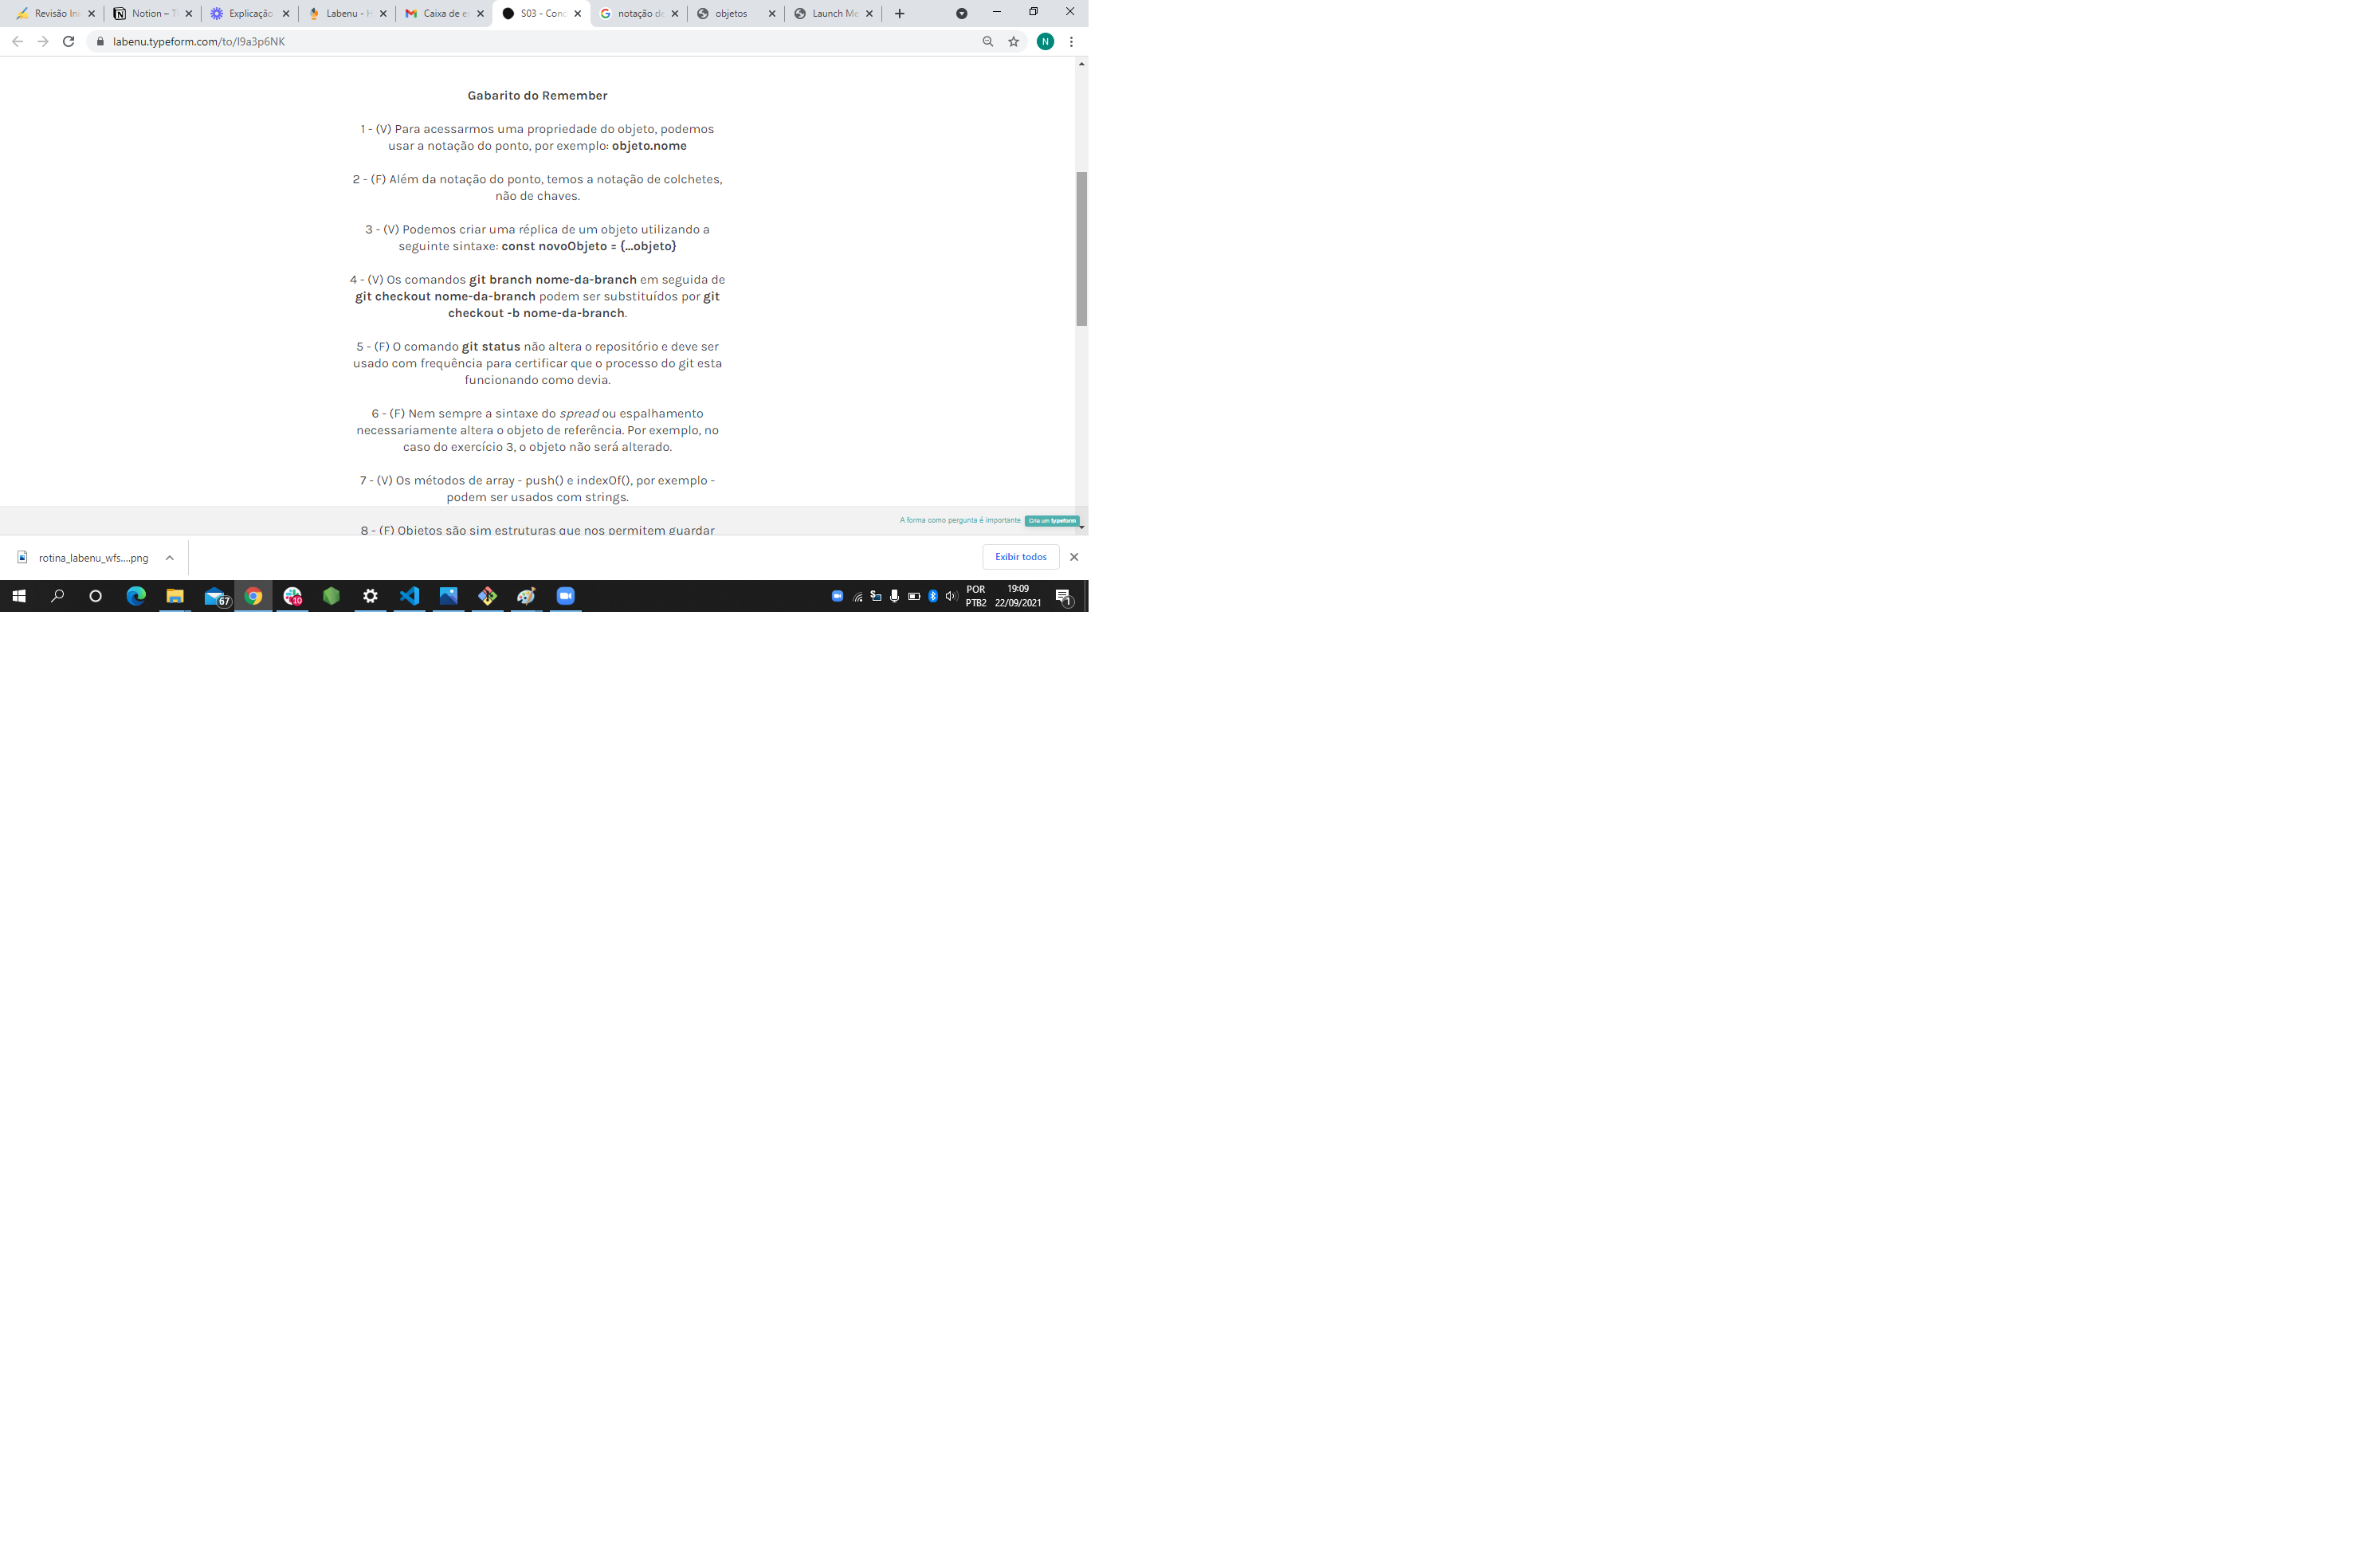 Revisão Ini
Notion – T
Explicação
Labenu - H
Caixa de e
S03 - Conc
notação de
objetos
Launch Me
labenu.typeform.com/to/I9a3p6NK
N
Gabarito do Remember
1 - (V) Para acessarmos uma propriedade do objeto, podemos
usar a notação do ponto, por exemplo: objeto.nome
2 - (F) Além da notação do ponto, temos a notação de colchetes,
não de chaves.
3 - (V) Podemos criar uma réplica de um objeto utilizando a
seguinte sintaxe: const novoObjeto = {...objeto}
4 - (V) Os comandos git branch nome-da-branch em seguida de
git checkout nome-da-branch podem ser substituídos por git
checkout -b nome-da-branch.
5 - (F) O comando git status não altera o repositório e deve ser
usado com frequência para certificar que o processo do git esta
funcionando como devia.
6 - (F) Nem sempre a sintaxe do spread ou espalhamento
necessariamente altera o objeto de referência. Por exemplo, no
caso do exercício 3, o objeto não será alterado.
7 - (V) Os métodos de array - push() e indexOf(), por exemplo -
podem ser usados com strings.
8 - (F) Objetos são sim estruturas que nos permitem guardar
A forma como pergunta é importante
Cria um typeform
rotina_labenu_wfs....png
Exibir todos
67
10
POR
PTB2
19:09
22/09/2021
1